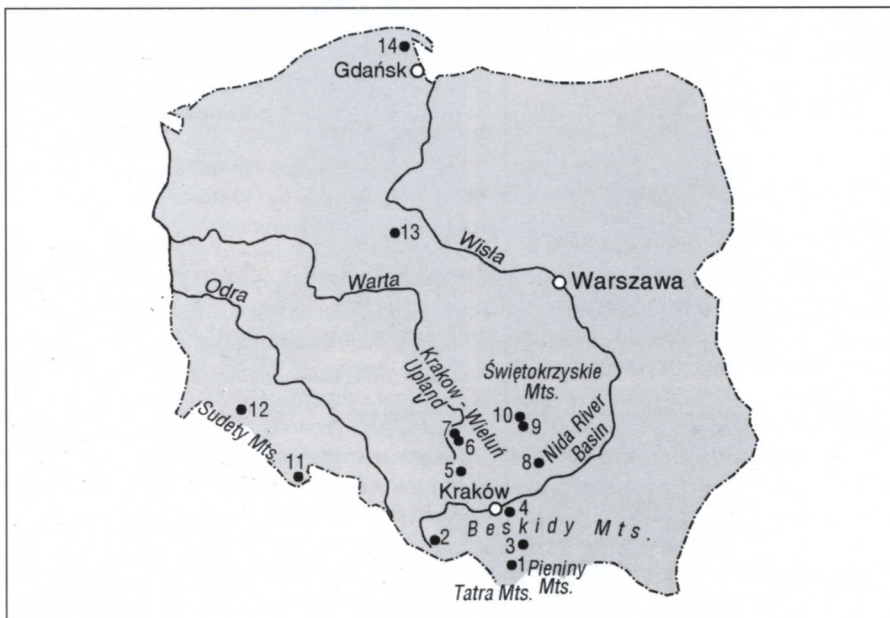 14
Gdańsk
13
Wisła
Warszawa
Warta
Odra
Krakow - Wieluń
Upland
Świętokrzyskie
Mts.
10
9
12
Sudety Mts.
7
6
8
Nida River
Basin
11
5
Kraków
4
Beskidy Mts.
2
3
1
Pieniny
Mts.
Tatra Mts.